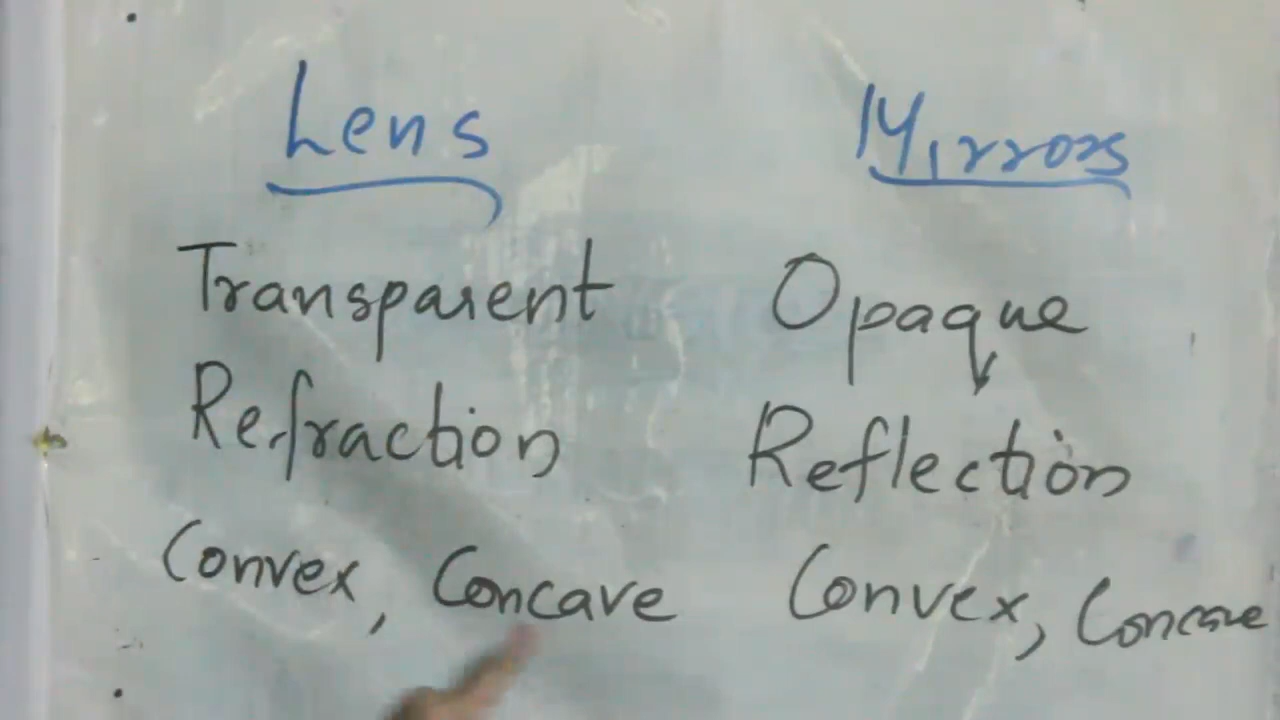 Lens
Transparent
Refraction
Convex, Concave
Mirrors
Opaque
Reflection
Convex, Concave